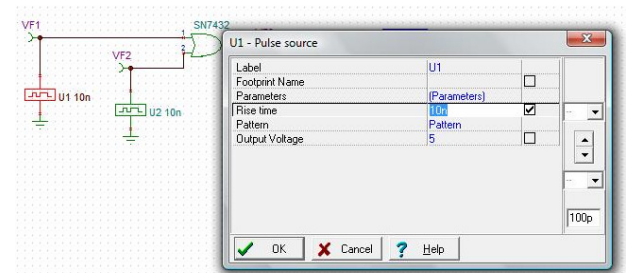 VF1
SN7432
VF2
1
2
U1 10n
U2 10n
U1 - Pulse source
Label U1
Footprint Name
Parameters (Parameters)
Rise time 10n
Pattern Pattern
Output Voltage 5
100p
OK Cancel ? Help